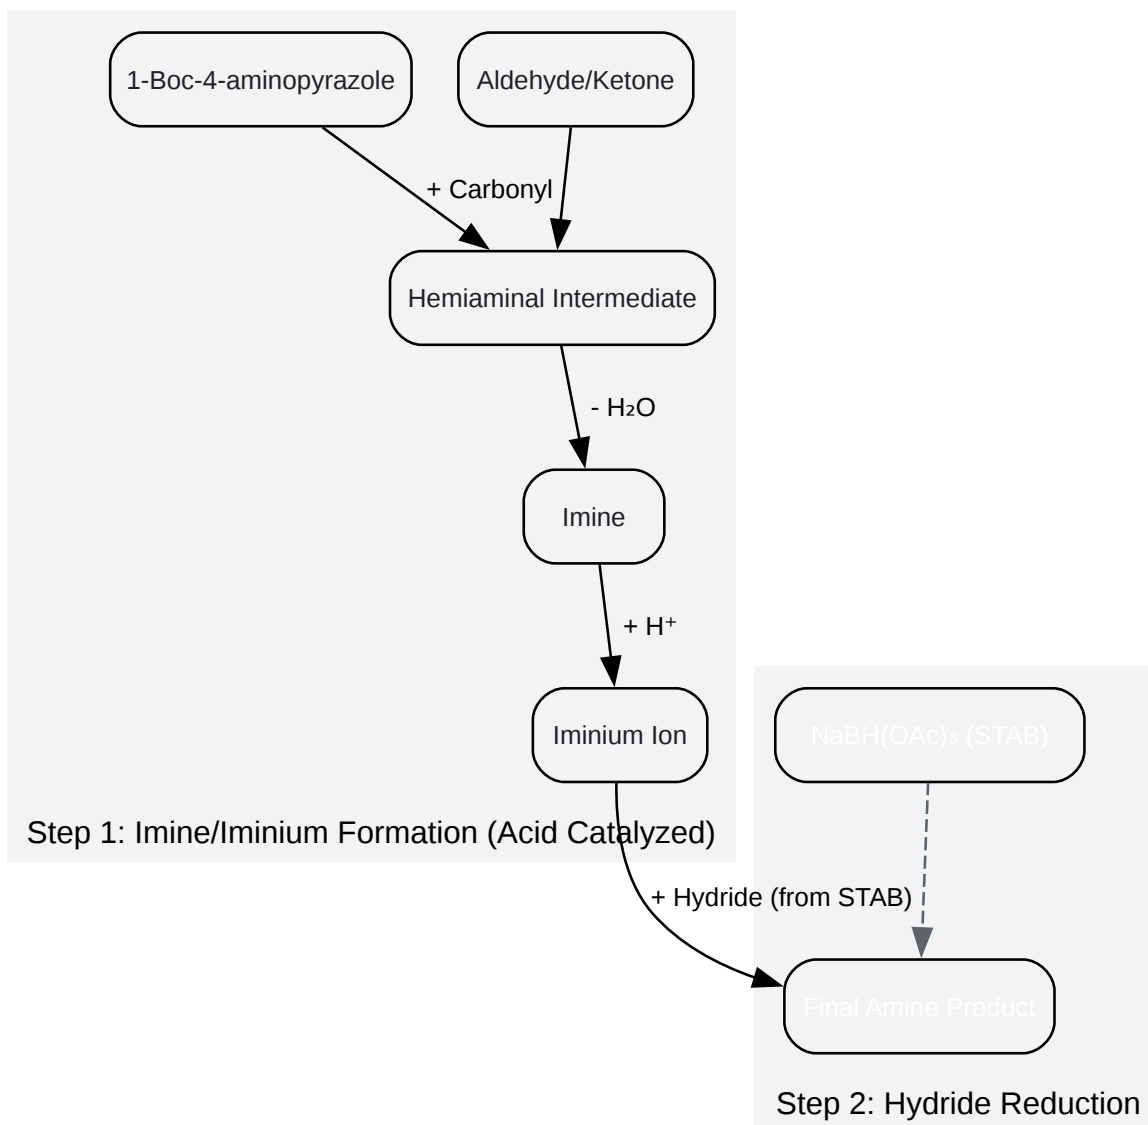 1-Boc-4-aminopyrazole
Aldehyde/Ketone
+ Carbonyl
Hemiaminal Intermediate
- H₂O
Imine
+ H⁺
Iminium Ion
NaBH(OAc)₃ (STAB)
Step 1: Imine/Iminium Formation (Acid Catalyzed)
+ Hydride (from STAB)
Final Amine Product
Step 2: Hydride Reduction